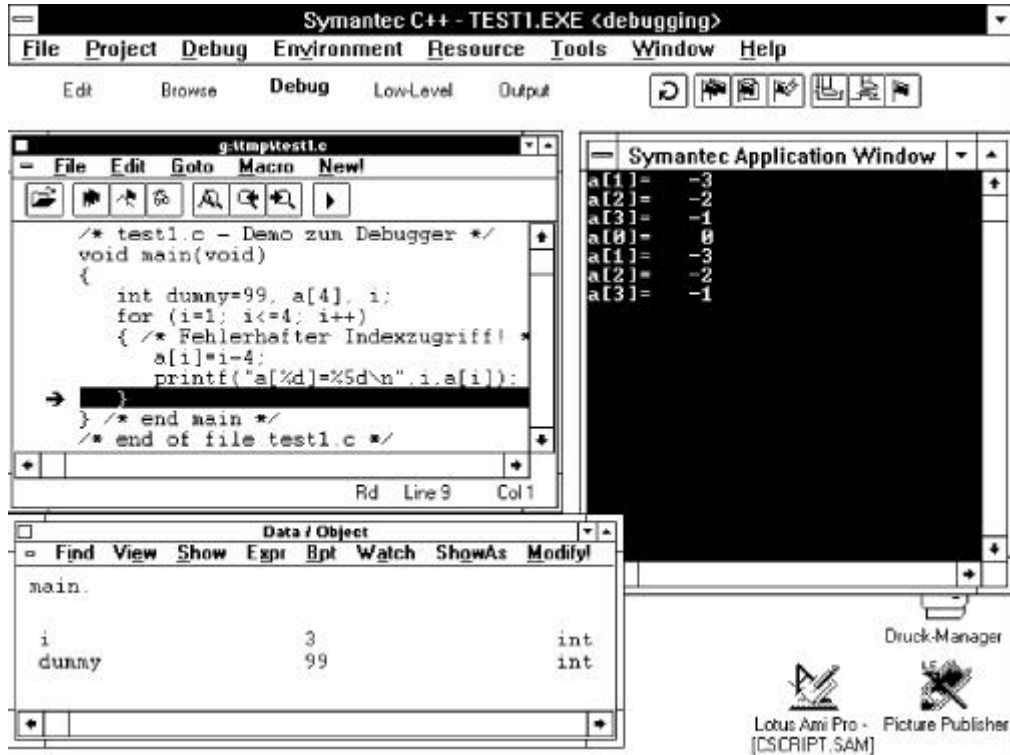 Symantec C++ - TEST1.EXE <debugging>
File Project Debug Environment Resource Tools Window Help
Edit Browse Debug Low-Level Output
g:\tmp\test1.c
File Edit Goto Macro New!
/* test1.c - Demo zum Debugger */
void main(void)
{
int dummy=99, a[4], i;
for (i=1; i<=4; i++)
{ /* Fehlerhafter Indexzugriff! *
a[i]=i-4;
printf("a[%d]=%5d\n",i,a[i]);
}
} /* end main */
/* end of file test1.c */
Rd Line 9 Col 1
Symantec Application Window
a[1]= -3
a[2]= -2
a[3]= -1
a[0]= 0
a[1]= -3
a[2]= -2
a[3]= -1
Data / Object
Find View Show Expr Bpt Watch ShowAs Modify!
main.
i 3 int
dummy 99 int
Druck-Manager
Lotus Ami Pro -
[CSCRIPT.SAM]
Picture Publisher